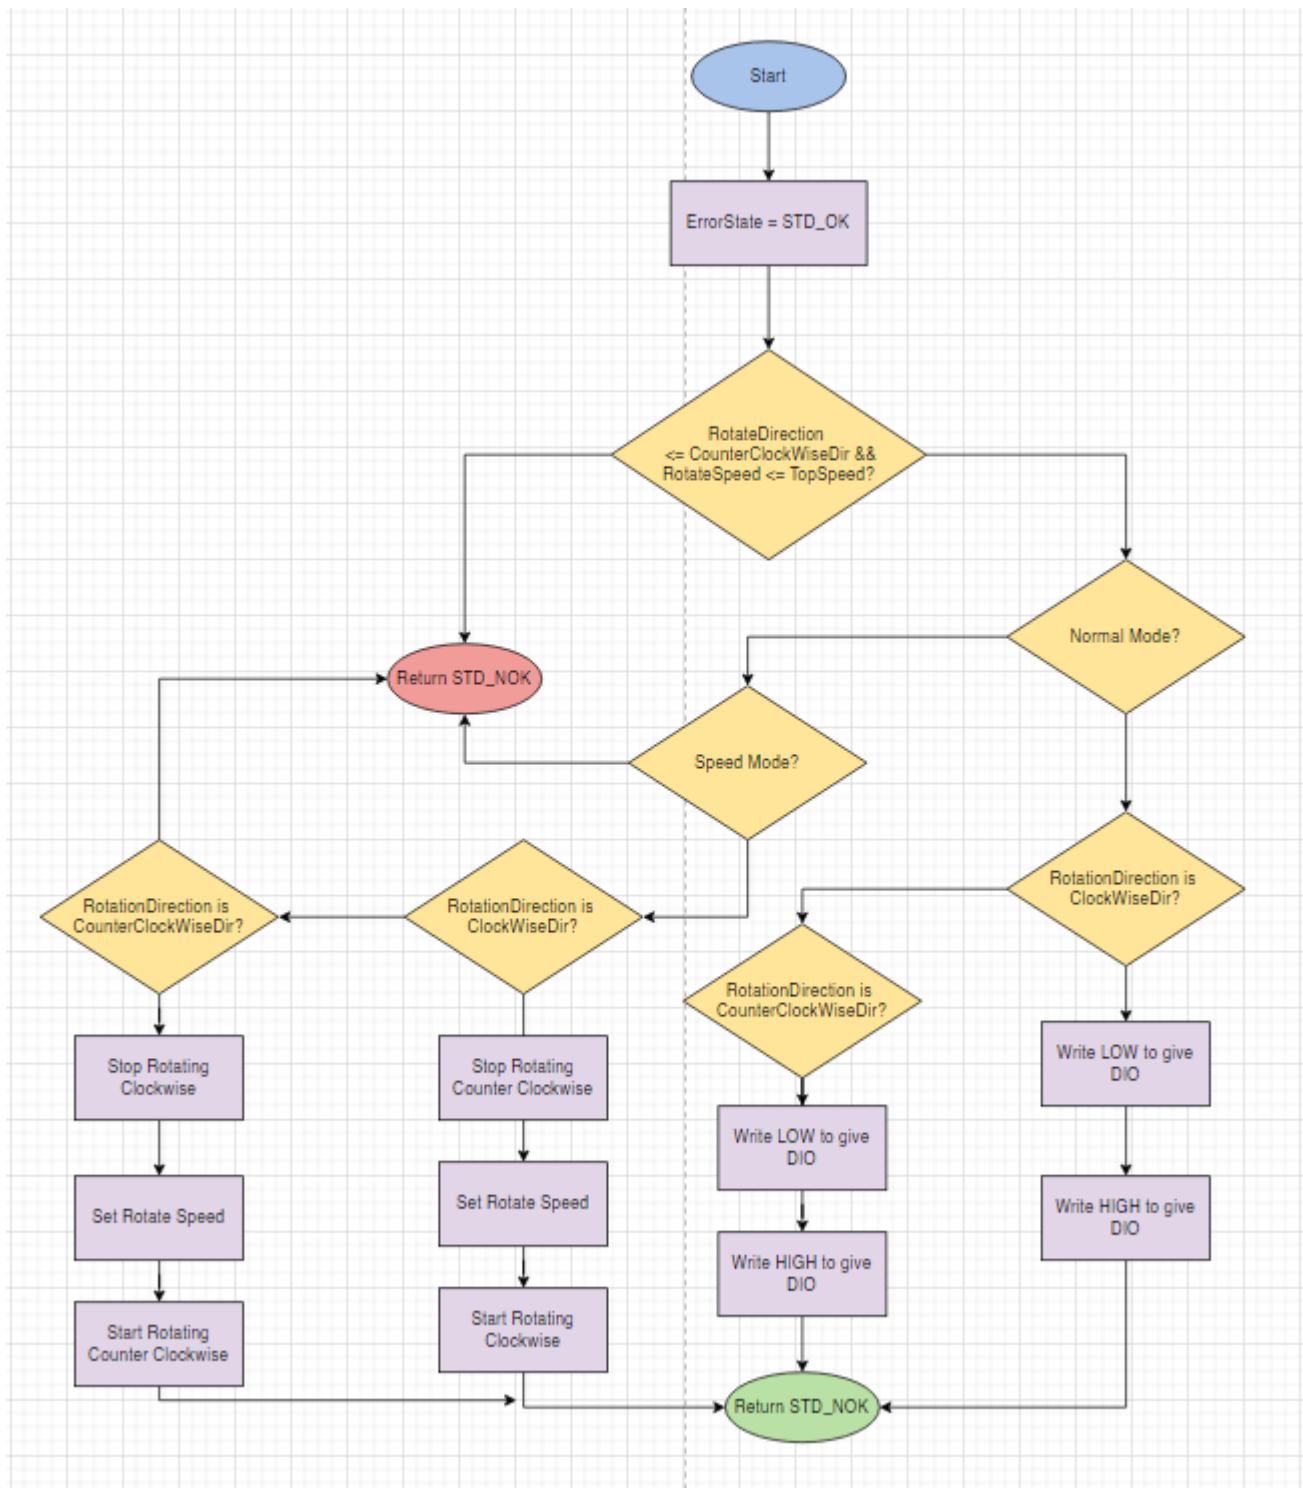 Start
ErrorState = STD_OK
RotateDirection
<= CounterClockWiseDir &&
RotateSpeed <= TopSpeed?
Normal Mode?
Return STD_NOK
Speed Mode?
RotationDirection is
CounterClockWiseDir?
RotationDirection is
ClockWiseDir?
RotationDirection is
ClockWiseDir?
RotationDirection is
CounterClockWiseDir?
Stop Rotating
Clockwise
Stop Rotating
Counter Clockwise
Write LOW to give
DIO
Write LOW to give
DIO
Set Rotate Speed
Set Rotate Speed
Write HIGH to give
DIO
Write HIGH to give
DIO
Start Rotating
Counter Clockwise
Start Rotating
Clockwise
Return STD_NOK